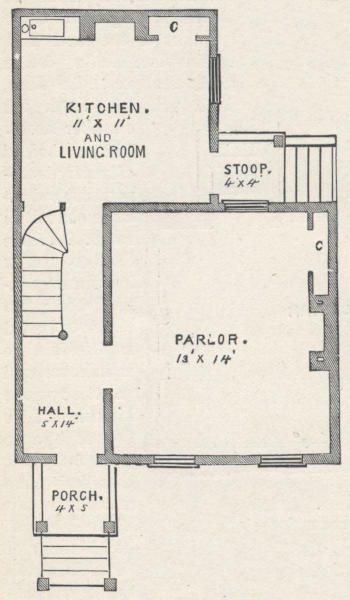 C
KITCHEN.
11' X 11'
AND
LIVING ROOM
STOOP.
4' X 4'
C
PARLOR.
13' X 14'
HALL.
5' X 14'
PORCH.
4 X 5